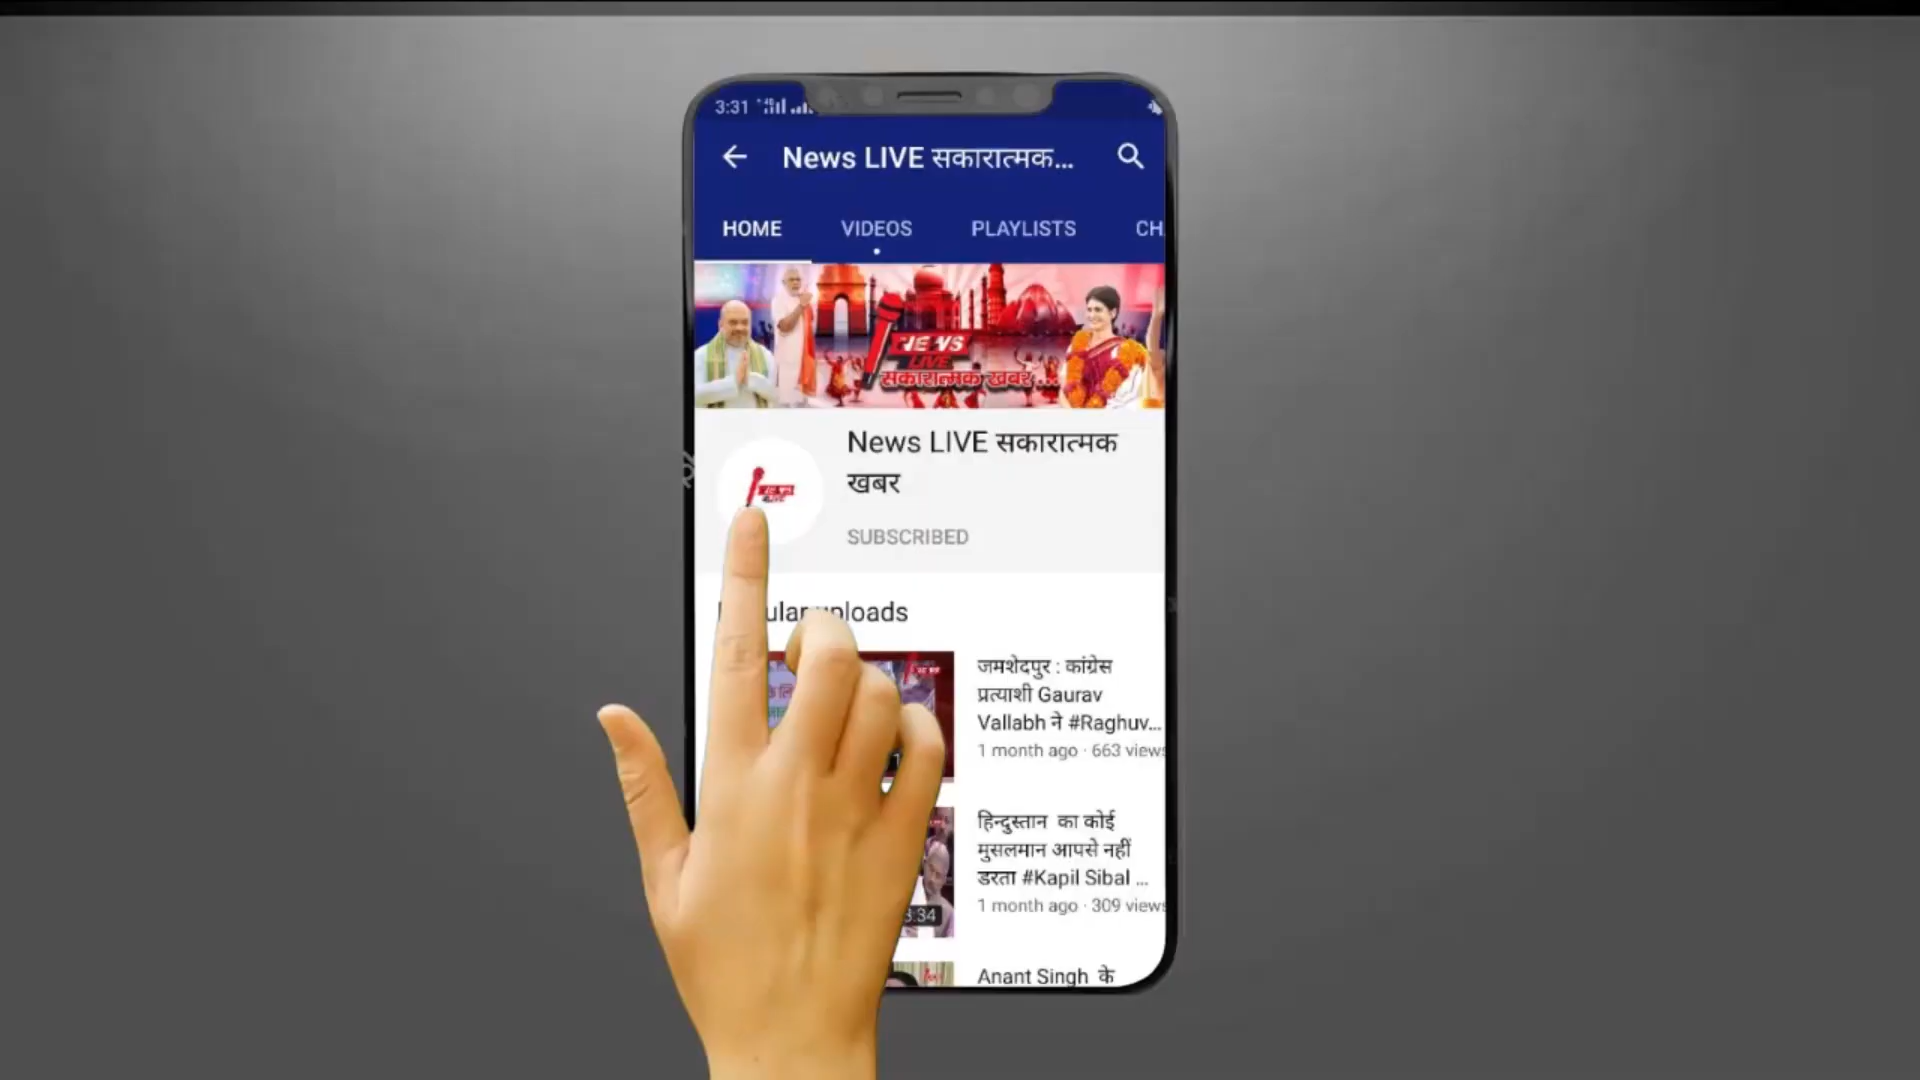 3:31
News LIVE सकारात्मक...
HOME VIDEOS PLAYLISTS CH
NEWS
LIVE
सकारात्मक खबर...
News LIVE सकारात्मक
खबर
SUBSCRIBED
uploads
जमशेदपुर : कांग्रेस
प्रत्याशी Gaurav
Vallabh ने #Raghuv...
1 month ago · 663 views
हिन्दुस्तान का कोई
मुसलमान आपसे नहीं
डरता #Kapil Sibal ...
1 month ago · 309 views
3:34
Anant Singh के